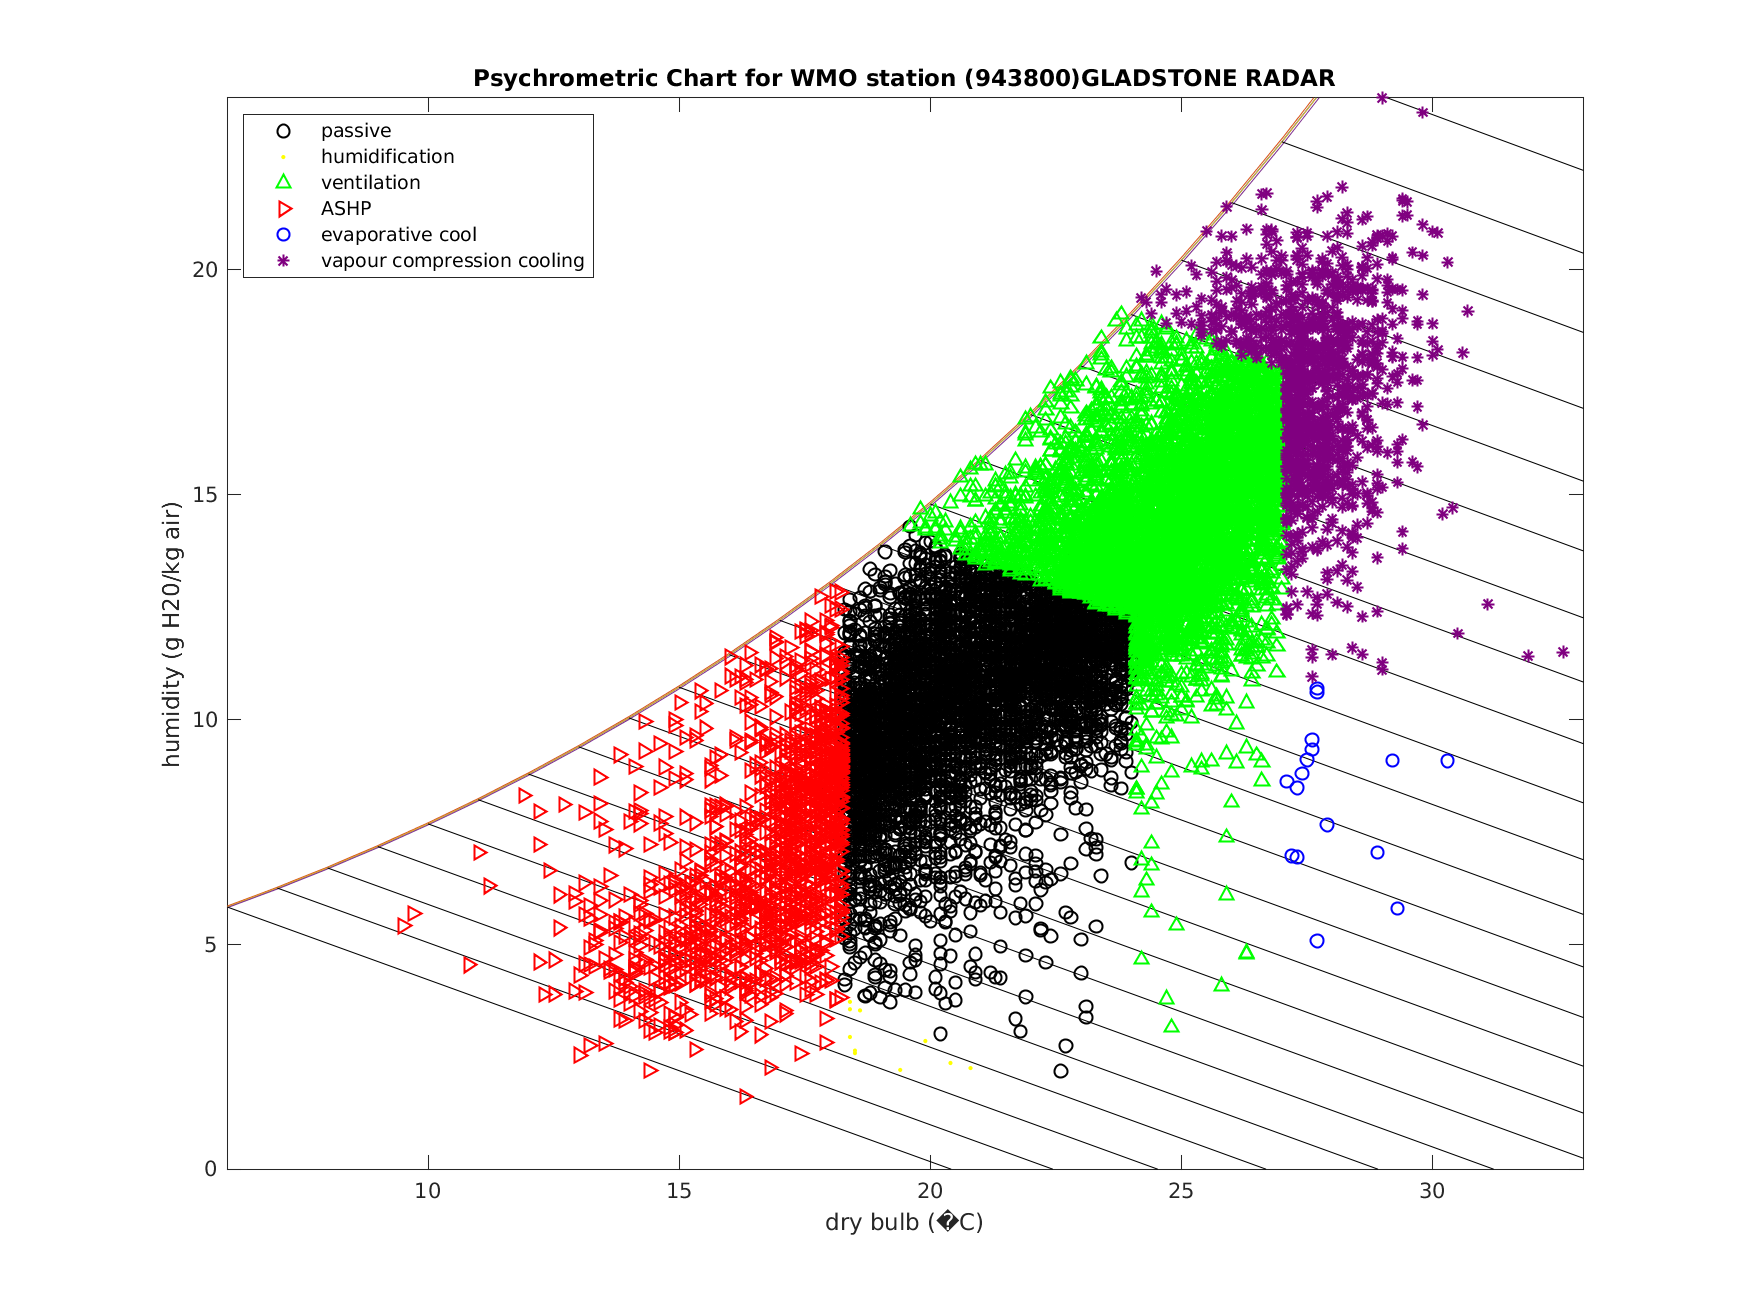 Psychrometric Chart for WMO station (943800)GLADSTONE RADAR
passive
humidification
ventilation
ASHP
evaporative cool
vapour compression cooling
20
15
10
5
0
humidity (g H20/kg air)
10 15 20 25 30
dry bulb (�C)